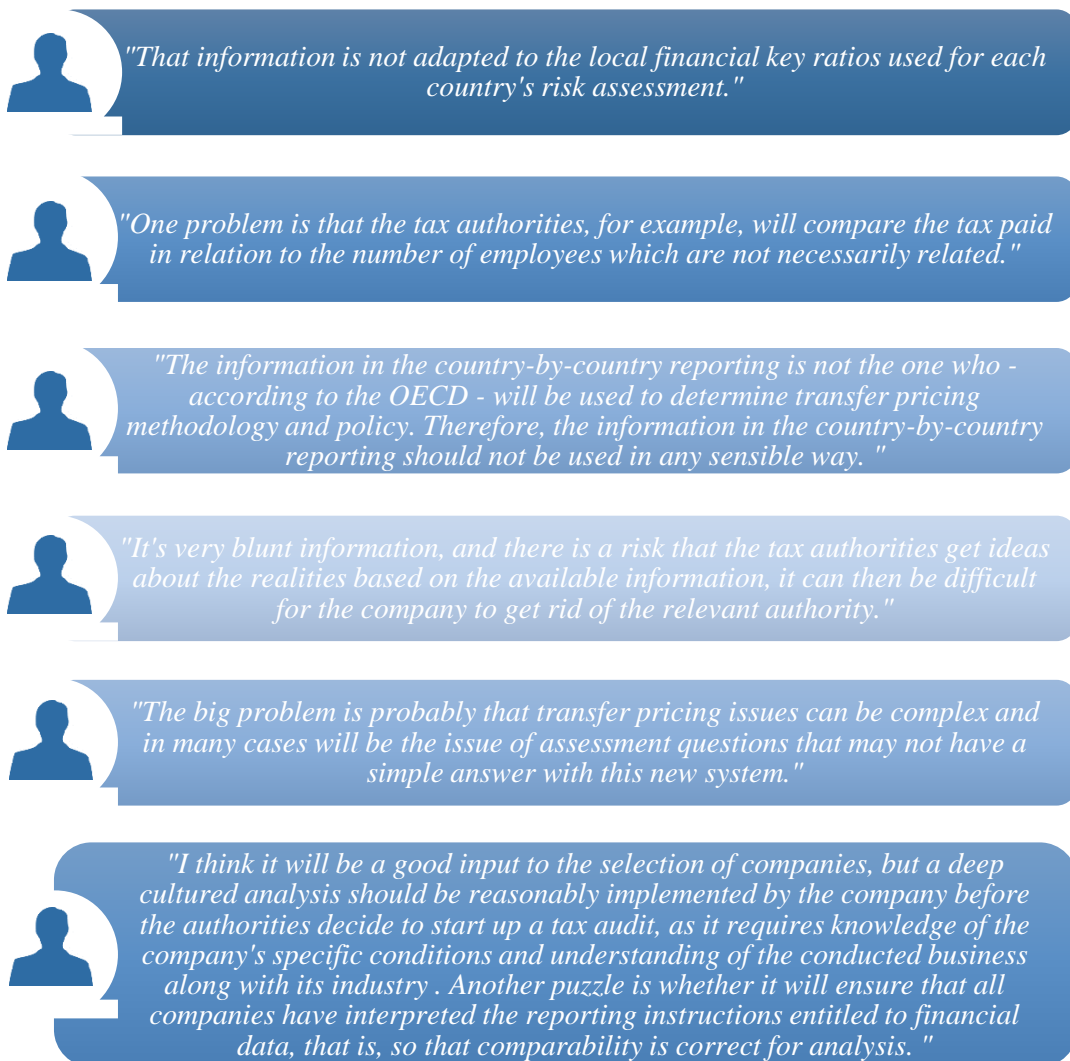 "That information is not adapted to the local financial key ratios used for each
country's risk assessment."
"One problem is that the tax authorities, for example, will compare the tax paid
in relation to the number of employees which are not necessarily related."
"The information in the country-by-country reporting is not the one who -
according to the OECD - will be used to determine transfer pricing
methodology and policy. Therefore, the information in the country-by-country
reporting should not be used in any sensible way. "
"It's very blunt information, and there is a risk that the tax authorities get ideas
about the realities based on the available information, it can then be difficult
for the company to get rid of the relevant authority."
"The big problem is probably that transfer pricing issues can be complex and
in many cases will be the issue of assessment questions that may not have a
simple answer with this new system."
"I think it will be a good input to the selection of companies, but a deep
cultured analysis should be reasonably implemented by the company before
the authorities decide to start up a tax audit, as it requires knowledge of the
company's specific conditions and understanding of the conducted business
along with its industry . Another puzzle is whether it will ensure that all
companies have interpreted the reporting instructions entitled to financial
data, that is, so that comparability is correct for analysis. "